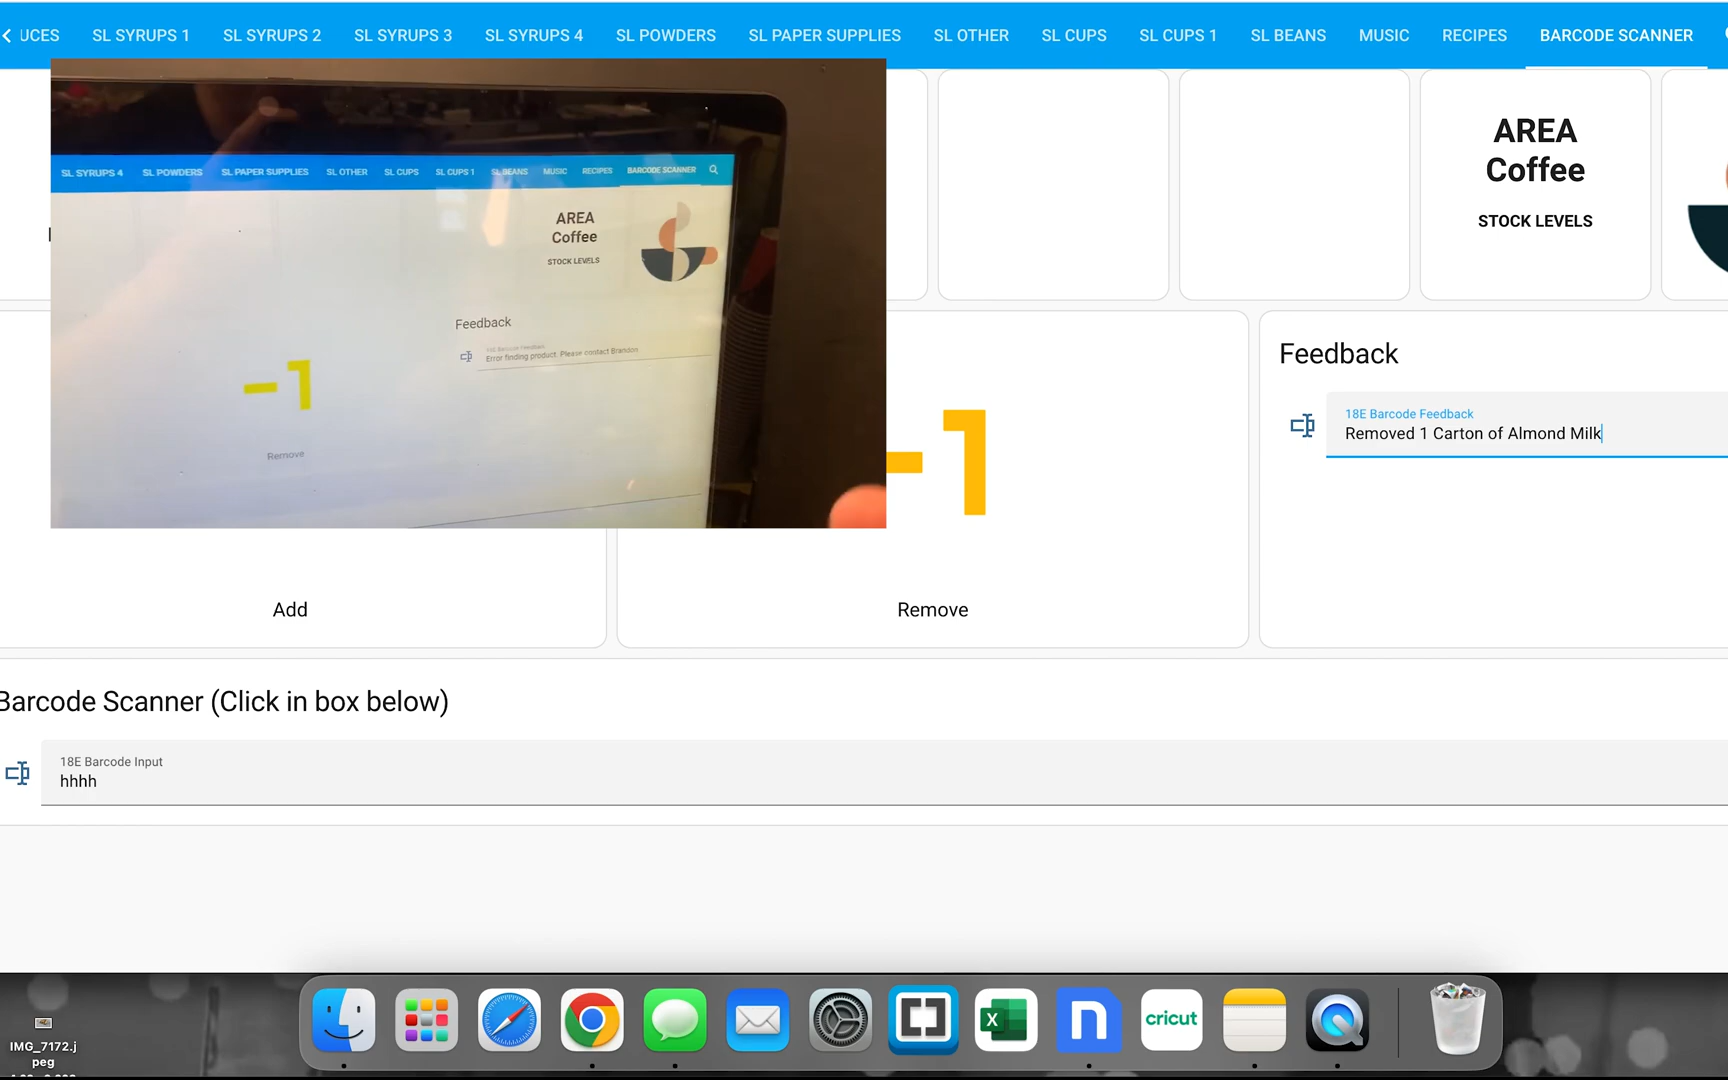 UCES SL SYRUPS 1 SL SYRUPS 2 SL SYRUPS 3 SL SYRUPS 4 SL POWDERS SL PAPER SUPPLIES SL OTHER SL CUPS SL CUPS 1 SL BEANS MUSIC RECIPES BARCODE SCANNER
SL SYRUPS 4 SL POWDERS SL PAPER SUPPLIES SL OTHER SL CUPS SL CUPS 1 SL BEANS MUSIC RECIPES BARCODE SCANNER
AREA
Coffee
STOCK LEVELS
Feedback
18E Barcode Feedback
Error finding product. Please contact Brandon.
-1
Remove
AREA
Coffee
STOCK LEVELS
-1
Feedback
18E Barcode Feedback
Removed 1 Carton of Almond Milk
Add
Remove
Barcode Scanner (Click in box below)
18E Barcode Input
hhhh
cricut
IMG_7172.j
peg